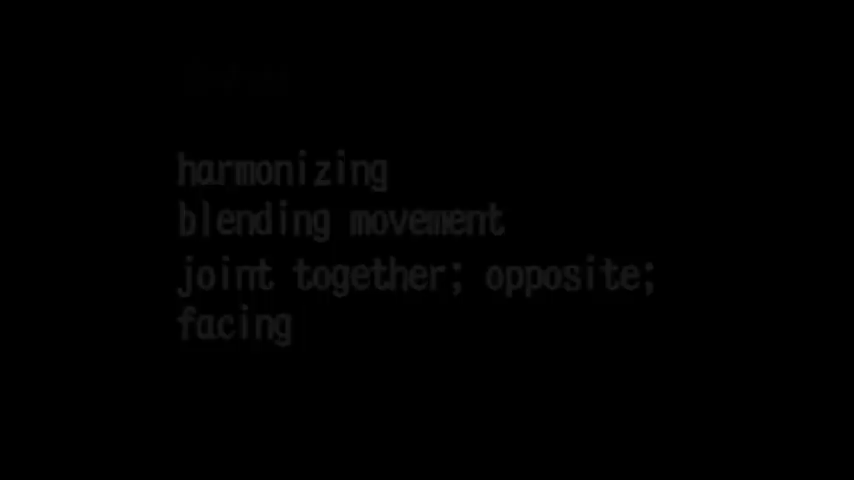 harmonizing
blending movement
joint together; opposite;
facing